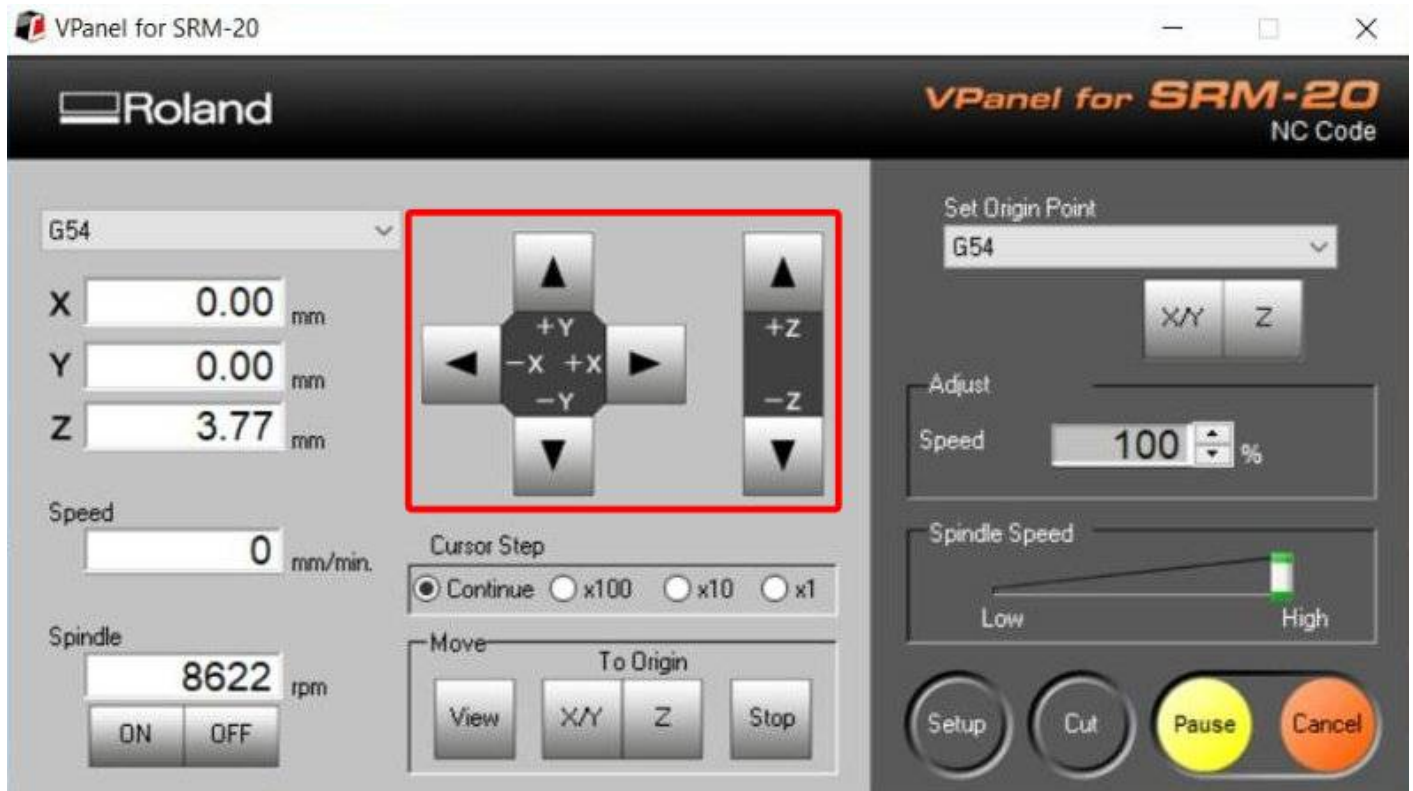 VPanel for SRM-20
Roland
VPanel for SRM-20
NC Code
G54
X 0.00 mm
Y 0.00 mm
Z 3.77 mm
Speed
0 mm/min.
Spindle
8622 rpm
ON OFF
+Y
-X +X
-Y
+Z
-Z
Cursor Step
Continue x100 x10 x1
Move
To Origin
View X/Y Z Stop
Set Origin Point
G54
X/Y Z
Adjust
Speed 100 %
Spindle Speed
Low High
Setup Cut Pause Cancel